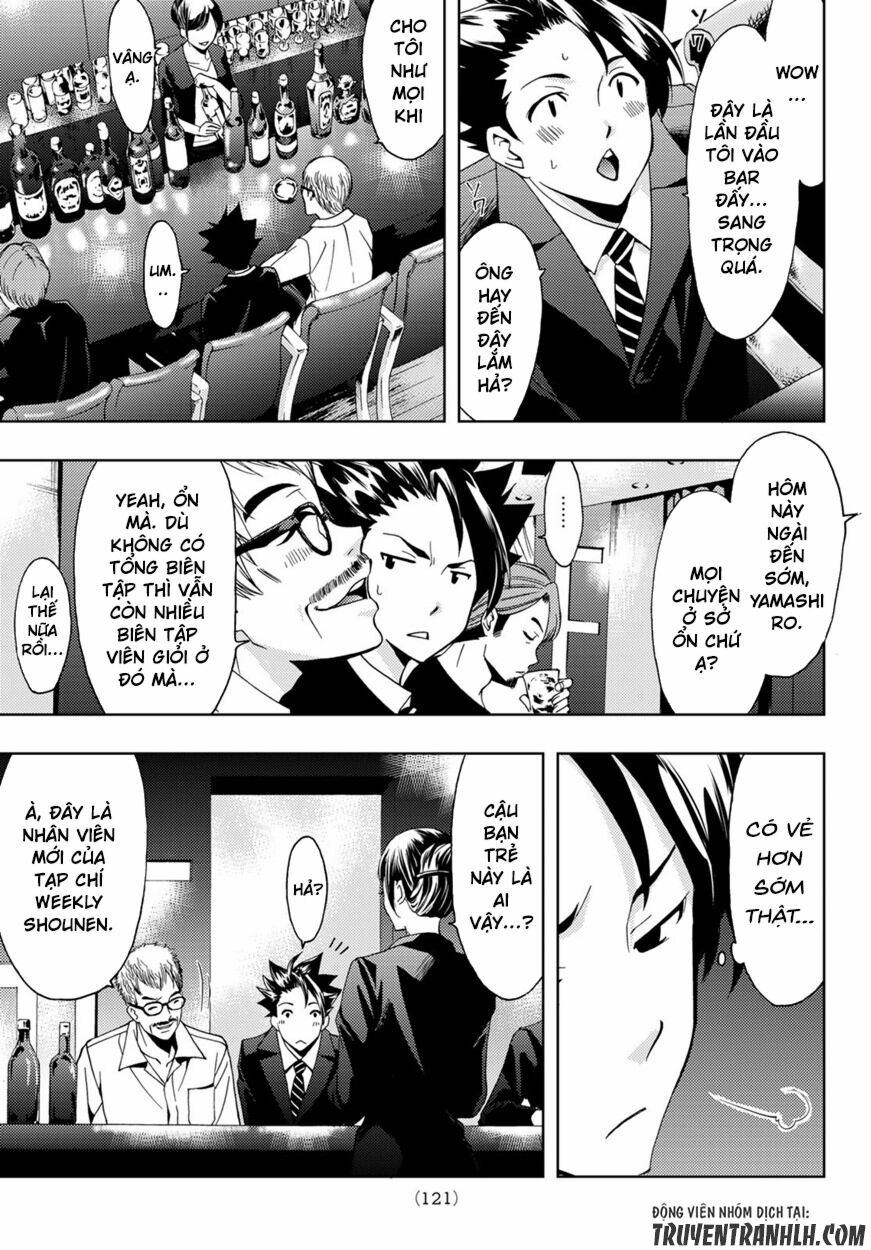 WOW
...
ĐÂY LÀ
LẦN ĐẦU
TÔI VÀO
BAR
ĐẤY...
SANG
TRỌNG
QUÁ.
ÔNG HAY
ĐẾN
ĐÂY
LẮM
HẢ?
CHO
TÔI
NHƯ
MỌI
KHI
VÂNG
Ạ.
UM.
..
HÔM
NÀY
NGÀI
ĐẾN
SỚM,
YAMASHI
RO.
MỌI
CHUYỆN
Ở SỞ
ỔN CHỨ
Ạ?
......
YEAH, ỔN
MÀ. DÙ
KHÔNG CÓ
TỔNG BIÊN
TẬP THÌ VẪN
CÒN NHIỀU
BIÊN TẬP
VIÊN GIỎI Ở
ĐÓ MÀ...
LẠI
THẾ
NỮA
RỒI...
CÓ VẺ
HƠN
SỚM
THẬT...
CẬU
BẠN
TRẺ
NÀY LÀ
AI
VẬY...?
HẢ?
À, ĐÂY LÀ
NHÂN VIÊN
MỚI CỦA
TẠP CHÍ
WEEKLY
SHOUNEN.
(121)
ĐỘNG VIÊN NHÓM DỊCH TẠI:
TRUYENTRANHLH.COM